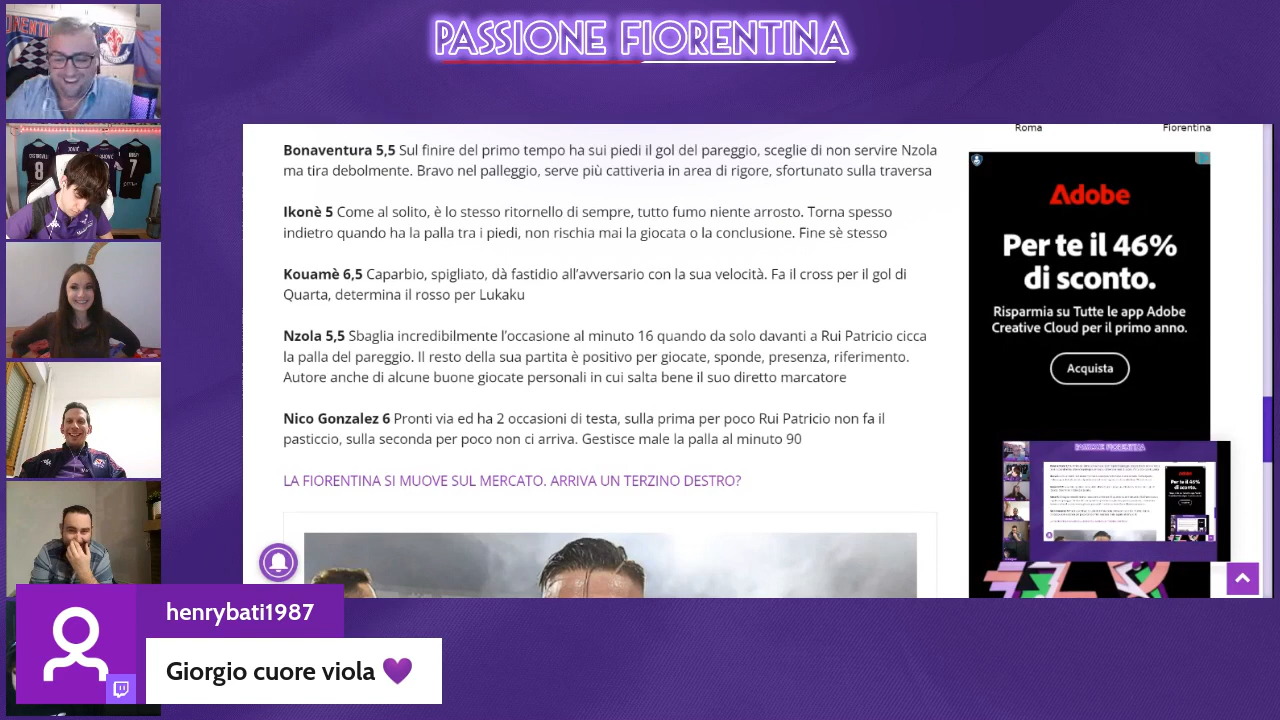 PASSIONE FIORENTINA
Roma
Fiorentina
Bonaventura 5,5 Sul finire del primo tempo ha sui piedi il gol del pareggio, sceglie di non servire Nzola
ma tira debolmente. Bravo nel palleggio, serve più cattiveria in area di rigore, sfortunato sulla traversa
Ikonè 5 Come al solito, è lo stesso ritornello di sempre, tutto fumo niente arrosto. Torna spesso
indietro quando ha la palla tra i piedi, non rischia mai la giocata o la conclusione. Fine sè stesso
Kouamè 6,5 Caparbio, spigliato, dà fastidio all'avversario con la sua velocità. Fa il cross per il gol di
Quarta, determina il rosso per Lukaku
Nzola 5,5 Sbaglia incredibilmente l'occasione al minuto 16 quando da solo davanti a Rui Patricio cicca
la palla del pareggio. Il resto della sua partita è positivo per giocate, sponde, presenza, riferimento.
Autore anche di alcune buone giocate personali in cui salta bene il suo diretto marcatore
Nico Gonzalez 6 Pronti via ed ha 2 occasioni di testa, sulla prima per poco Rui Patricio non fa il
pasticcio, sulla seconda per poco non ci arriva. Gestisce male la palla al minuto 90
LA FIORENTINA SI MUOVE SUL MERCATO. ARRIVA UN TERZINO DESTRO?
Adobe
Per te il 46%
di sconto.
Risparmia su Tutte le app Adobe
Creative Cloud per il primo anno.
Acquista
henrybati1987
Giorgio cuore viola 💜